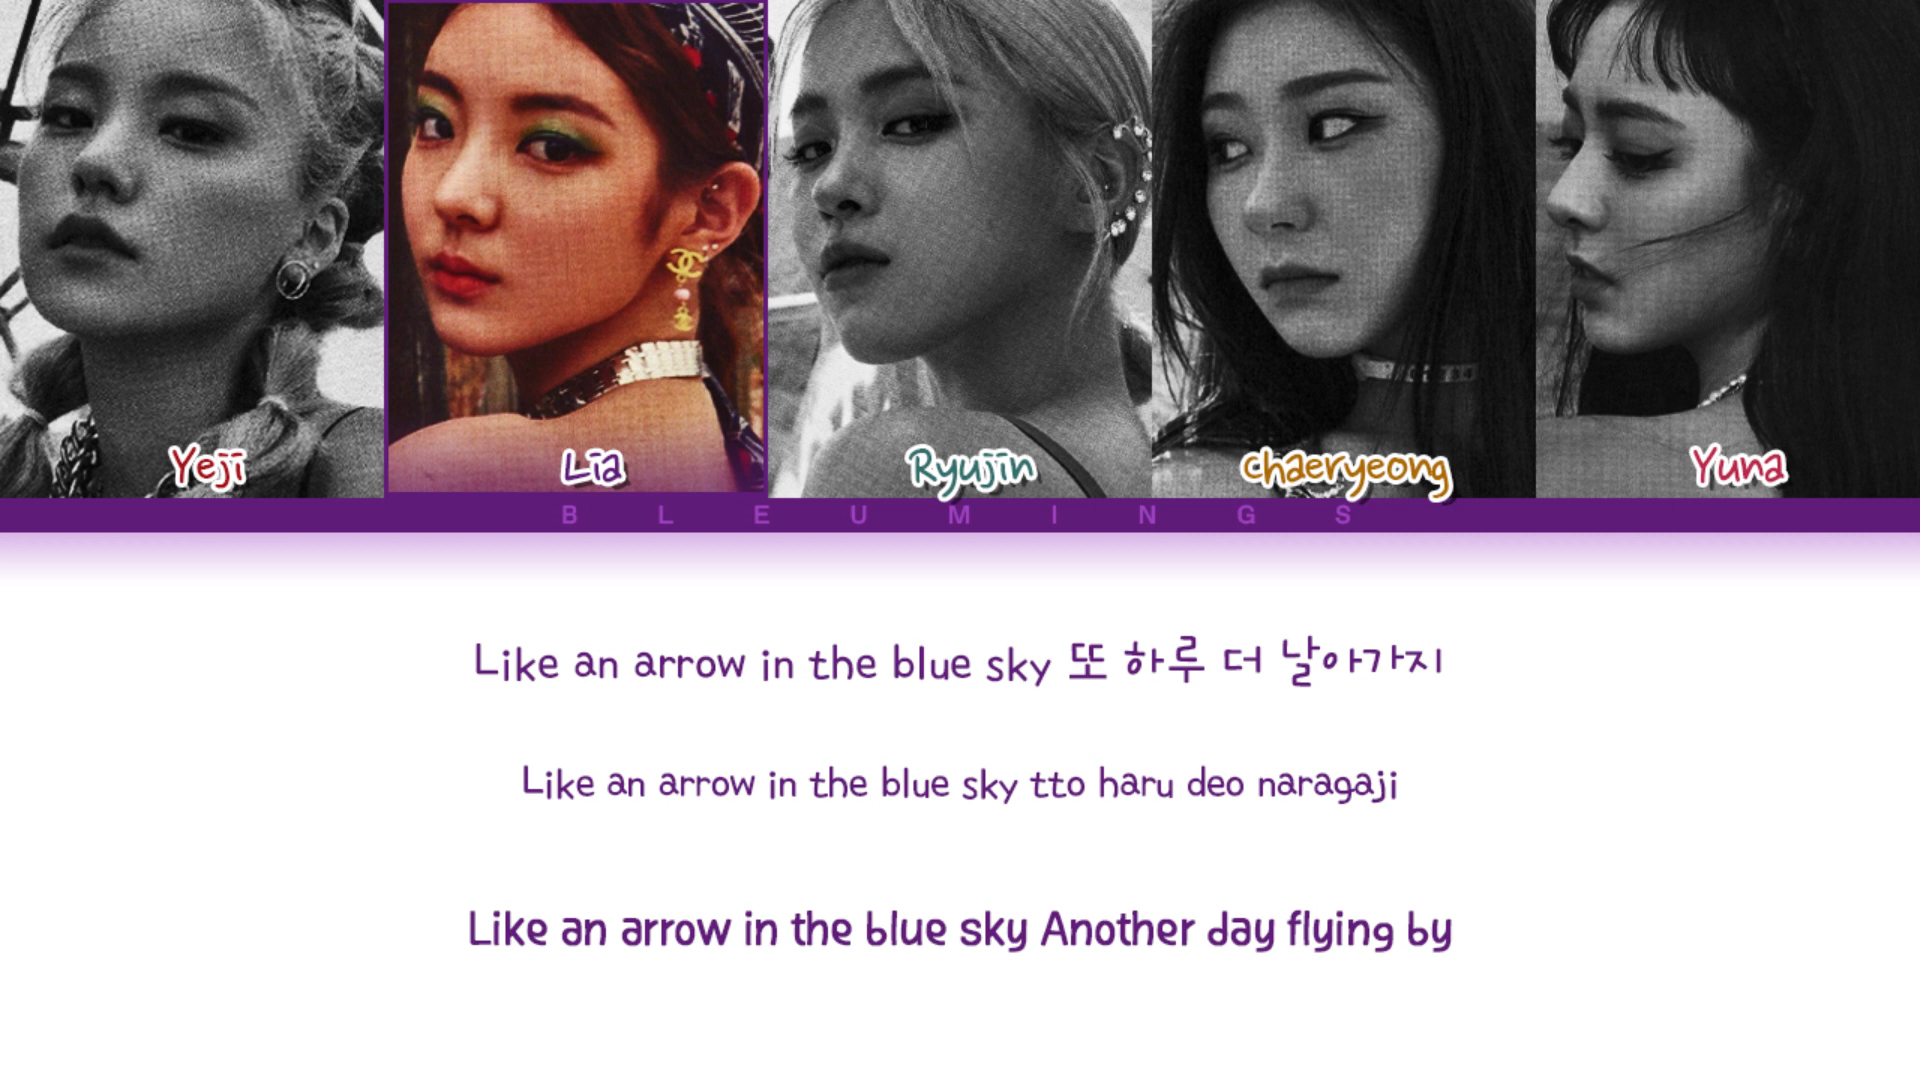 Yeji Lia Ryujin chaeryeong Yuna
BLEUMINGS
Like an arrow in the blue sky 또 하루 더 날아가지
Like an arrow in the blue sky tto haru deo naragaji
Like an arrow in the blue sky Another day flying by